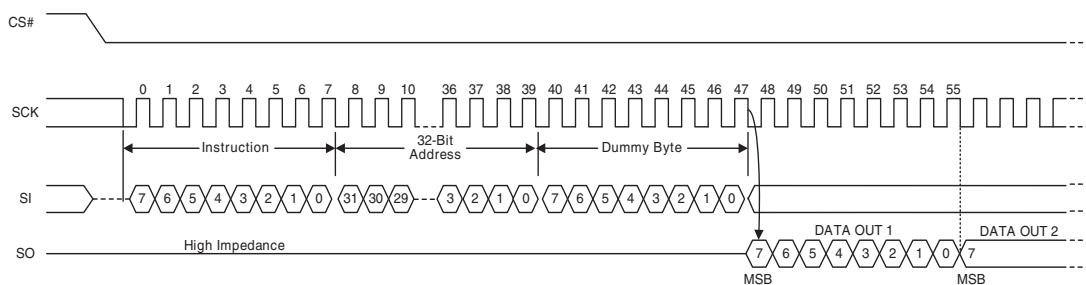 CS#
0 1 2 3 4 5 6 7 8 9 10 36 37 38 39 40 41 42 43 44 45 46 47 48 49 50 51 52 53 54 55
SCK
Instruction 32-Bit Address Dummy Byte
SI 7 6 5 4 3 2 1 0 31 30 29 3 2 1 0 7 6 5 4 3 2 1 0
DATA OUT 1 DATA OUT 2
SO High Impedance 7 6 5 4 3 2 1 0 7
MSB MSB